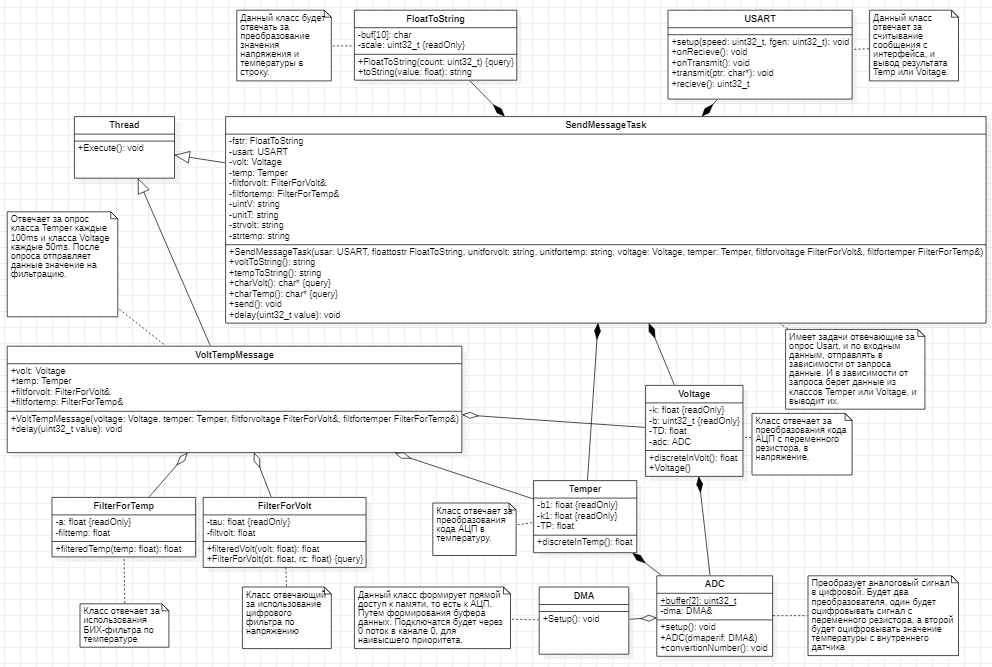 Данный класс будет
отвечать за
преобразование
значения
напряжения и
температуры в
строку.
FloatToString
-buf[10]: char
-scale: uint32_t {readOnly}
+FloatToString(count: uint32_t) {query}
+toString(value: float): string
USART
+setup(speed: uint32_t, fgen: uint32_t): void
+onRecieve(): void
+onTransmit(): void
+transmit(ptr: char*): void
+recieve(): uint32_t
Данный класс
отвечает за
считывание
сообщения с
интерфейса, и
вывод результата
Temp или Voltage.
Thread
+Execute(): void
SendMessageTask
-fstr: FloatToString
-usart: USART
-volt: Voltage
-temp: Temper
-filtforvolt: FilterForVolt&
-filtfortemp: FilterForTemp&
-uintV: string
-unitT: string
-strvolt: string
-strtemp: string
+SendMessageTask(usar: USART, floattostr FloatToString, unitforvolt: string, unitfortemp: string, voltage: Voltage, temper: Temper, filtforvoltage FilterForVolt&, filtfortemper FilterForTemp&)
+voltToString(): string
+tempToString(): string
+charVolt(): char* {query}
+charTemp(): char* {query}
+send(): void
+delay(uint32_t value): void
Отвечает за опрос
класса Temper каждые
100ms и класса Voltage
каждые 50ms. После
опроса отправляет
данные значение на
фильтрацию.
VoltTempMessage
+volt: Voltage
+temp: Temper
+filtforvolt: FilterForVolt&
+filtfortemp: FilterForTemp&
+VoltTempMessage(voltage: Voltage, temper: Temper, filtforvoltage FilterForVolt&, filtfortemper FilterForTemp&)
+delay(uint32_t value): void
Имеет задачи отвечающие за
опрос Usart, и по входным
данным, отправлять в
зависимости от запроса
данные. И в зависимости от
запроса берет данные из
классов Temper или Voltage, и
выводит их.
Voltage
-k: float {readOnly}
-b: uint32_t {readOnly}
-TD: float
-adc: ADC
+discreteInVolt(): float
+Voltage()
Класс отвечает за
преобразования кода
АЦП с переменного
резистора, в
напряжение.
FilterForTemp
-a: float {readOnly}
-filttemp: float
+filteredTemp(temp: float): float
FilterForVolt
-tau: float {readOnly}
-filtvolt: float
+filteredVolt(volt: float): float
+FilterForVolt(dt: float, rc: float) {query}
Класс отвечает за
преобразования
кода АЦП в
температуру.
Temper
-b1: float {readOnly}
-k1: float {readOnly}
-TP: float
+discreteInTemp(): float
Класс отвечает за
использования
БИХ-фильтра по
температуре
Класс отвечающий
за использование
цифрового
фильтра по
напряжению
Данный класс формирует прямой
доступ к памяти, то есть к АЦП.
Путем формирования буфера
данных. Подключатся будет через
0 поток в канале 0, для
наивысшего приоритета.
DMA
+Setup(): void
ADC
+buffer[2]: uint32_t
-dma: DMA&
+setup(): void
+ADC(dmaperif: DMA&)
+convertionNumber(): void
Преобразует аналоговый сигнал
в цифровой. Будет два
преобразователя, один будет
оцифровывать сигнал с
переменного резистора, а второй
будет оцифровывать значение
температуры с внутреннего
датчика